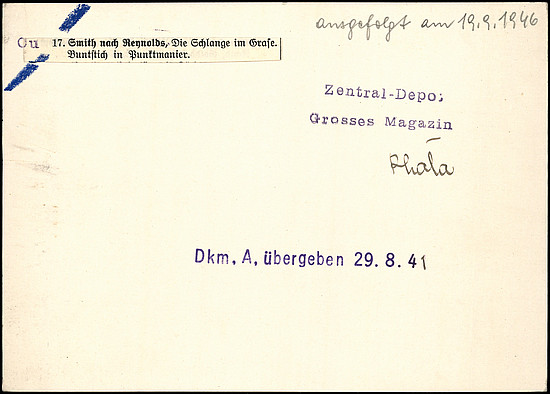 ausgefolgt am 19.9.1946
Gu
17. Smith nach Reynolds, Die Schlange im Grase.
Buntstich in Punktmanier.
Zentral-Depo:
Grosses Magazin
Dkm. A, übergeben 29. 8. 41